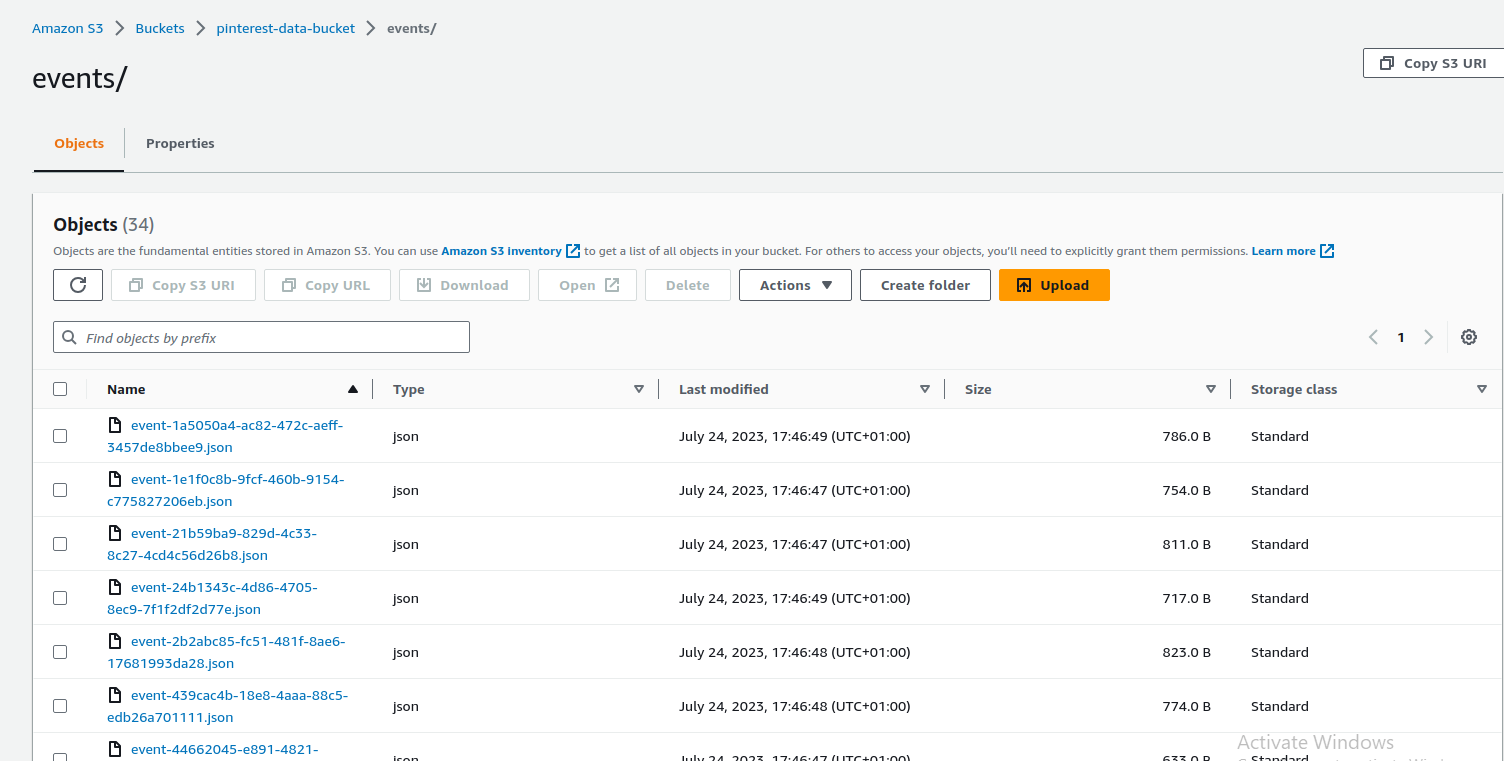 Amazon S3 > Buckets > pinterest-data-bucket > events/
events/
Copy S3 URI
Objects Properties
Objects (34)
Objects are the fundamental entities stored in Amazon S3. You can use Amazon S3 inventory to get a list of all objects in your bucket. For others to access your objects, you'll need to explicitly grant them permissions. Learn more
Copy S3 URI Copy URL Download Open Delete Actions Create folder Upload
Find objects by prefix
1
Name Type Last modified Size Storage class
event-1a5050a4-ac82-472c-aeff-
3457de8bbee9.json
json July 24, 2023, 17:46:49 (UTC+01:00) 786.0 B Standard
event-1e1f0c8b-9fcf-460b-9154-
c775827206eb.json
json July 24, 2023, 17:46:47 (UTC+01:00) 754.0 B Standard
event-21b59ba9-829d-4c33-
8c27-4cd4c56d26b8.json
json July 24, 2023, 17:46:47 (UTC+01:00) 811.0 B Standard
event-24b1343c-4d86-4705-
8ec9-7f1f2df2d77e.json
json July 24, 2023, 17:46:49 (UTC+01:00) 717.0 B Standard
event-2b2abc85-fc51-481f-8ae6-
17681993da28.json
json July 24, 2023, 17:46:48 (UTC+01:00) 823.0 B Standard
event-439cac4b-18e8-4aaa-88c5-
edb26a701111.json
json July 24, 2023, 17:46:48 (UTC+01:00) 774.0 B Standard
event-44662045-e891-4821-
json July 24, 2023, 17:46:47 (UTC+01:00) 633.0 B Standard
Activate Windows